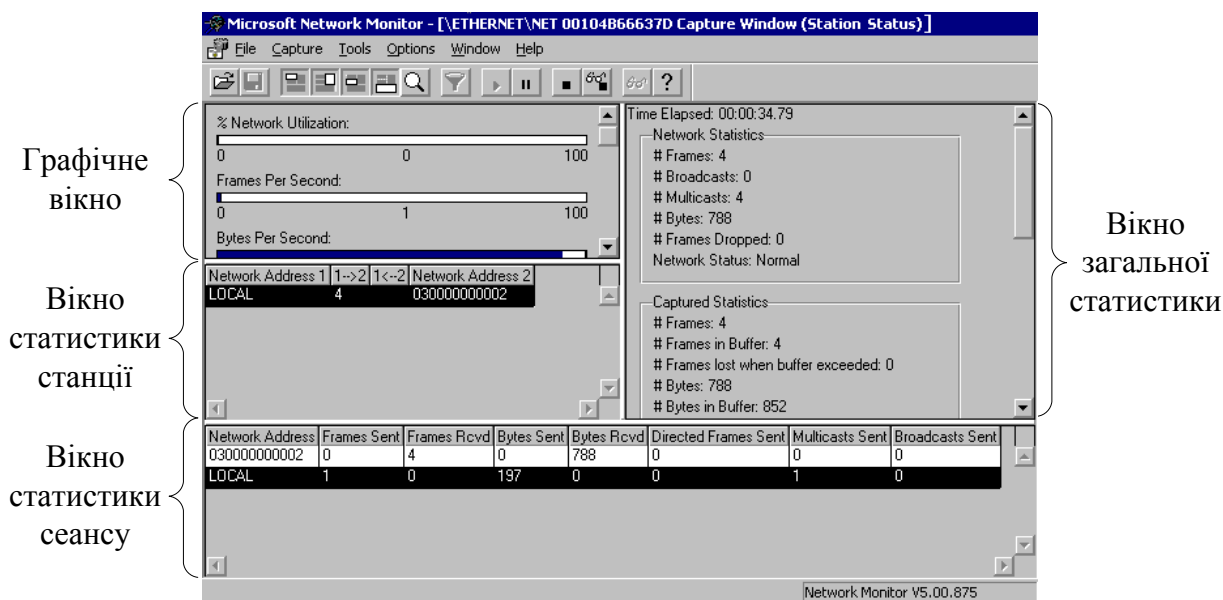 Microsoft Network Monitor - [\ETHERNET\NET 00104B66637D Capture Window (Station Status)]
File Capture Tools Options Window Help
Графічне
вікно
% Network Utilization:
0 0 100
Frames Per Second:
0 1 100
Bytes Per Second:
Time Elapsed: 00:00:34.79
Network Statistics
# Frames: 4
# Broadcasts: 0
# Multicasts: 4
# Bytes: 788
# Frames Dropped: 0
Network Status: Normal
Captured Statistics
# Frames: 4
# Frames in Buffer: 4
# Frames lost when buffer exceeded: 0
# Bytes: 788
# Bytes in Buffer: 852
Вікно
загальної
статистики
Вікно
статистики
станції
Network Address 1 1-->2 1<--2 Network Address 2
LOCAL 4 030000000002
Вікно
статистики
сеансу
Network Address Frames Sent Frames Rcvd Bytes Sent Bytes Rcvd Directed Frames Sent Multicasts Sent Broadcasts Sent
030000000002 0 4 0 788 0 0 0
LOCAL 1 0 197 0 0 1 0
Network Monitor V5.00.875